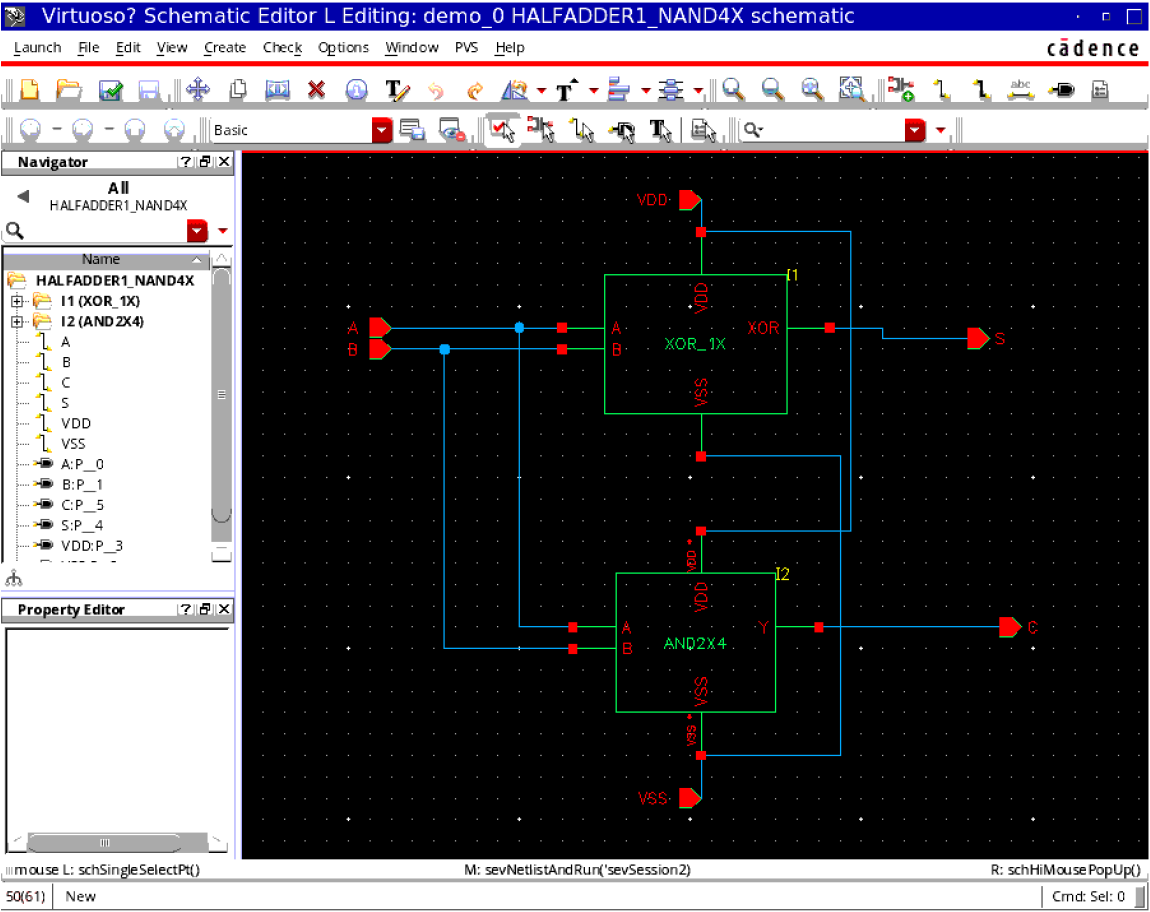 Virtuoso? Schematic Editor L Editing: demo_0 HALFADDER1_NAND4X schematic
Launch File Edit View Create Check Options Window PVS Help
cādence
T T
abc
Basic
T
Navigator
All
HALFADDER1_NAND4X
Name
HALFADDER1_NAND4X
I1 (XOR_1X)
I2 (AND2X4)
A
B
C
S
VDD
VSS
A:P__0
B:P__1
C:P__5
S:P__4
VDD:P__3
Property Editor
VDD
I1
VDD
A A XOR
B B XOR_1X S
VSS
VDD
I2
VDD
A Y C
B AND2X4
VSS
VSS
VSS
mouse L: schSingleSelectPt()
M: sevNetlistAndRun('sevSession2)
R: schHiMousePopUp()
50(61) New
Cmd: Sel: 0